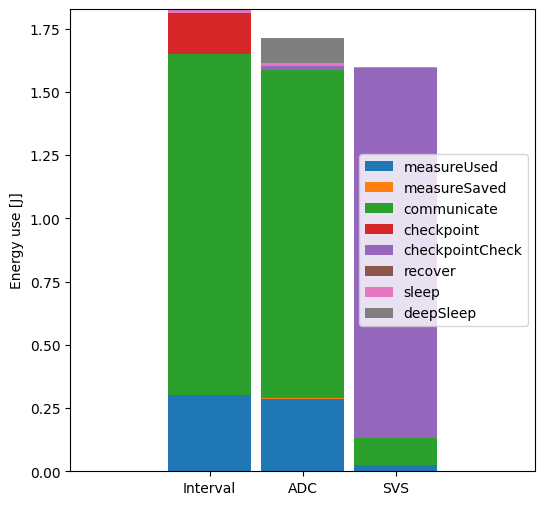 Energy use [J]
1.75
1.50
1.25
1.00
0.75
0.50
0.25
0.00
measureUsed
measureSaved
communicate
checkpoint
checkpointCheck
recover
sleep
deepSleep
Interval
ADC
SVS